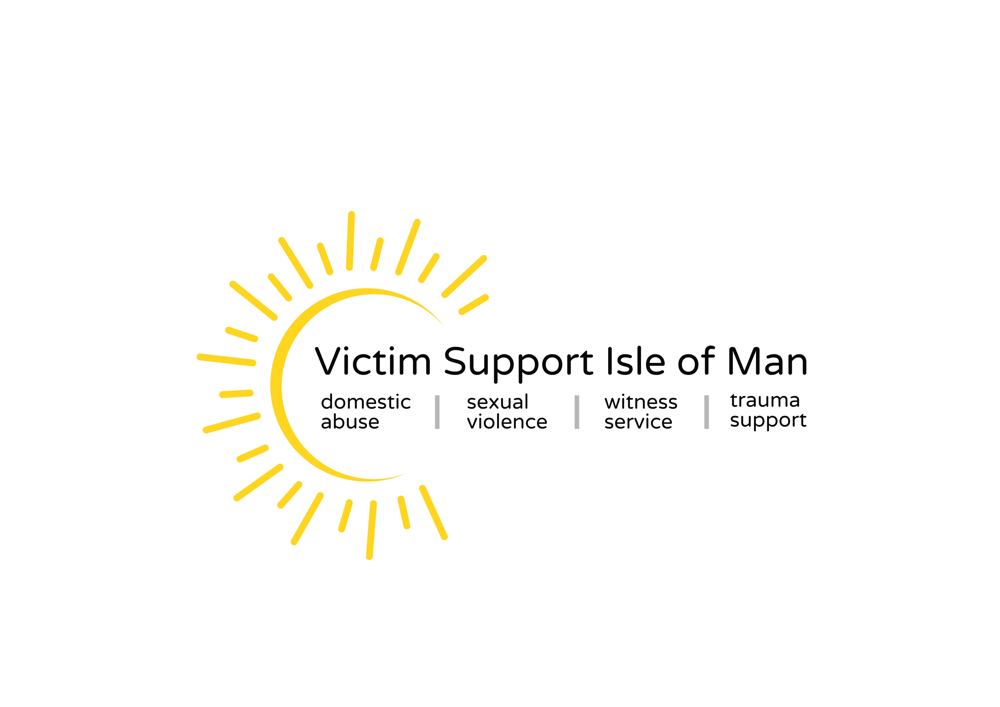 Victim Support Isle of Man
domestic
abuse
sexual
violence
witness
service
trauma
support